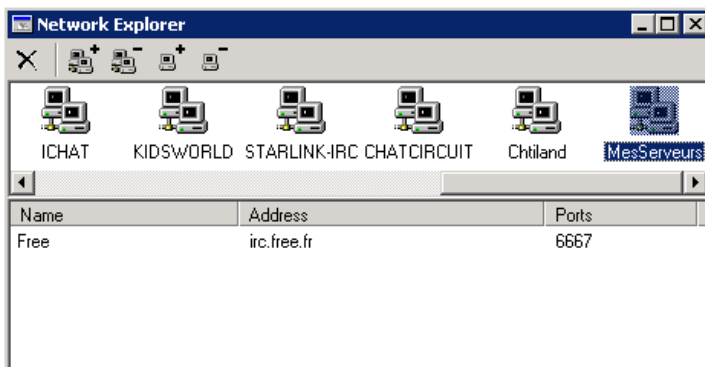 Network Explorer
ICHAT KIDSWORLD STARLINK-IRC CHATCIRCUIT Chtiland MesServeurs
Name Address Ports
Free irc.free.fr 6667